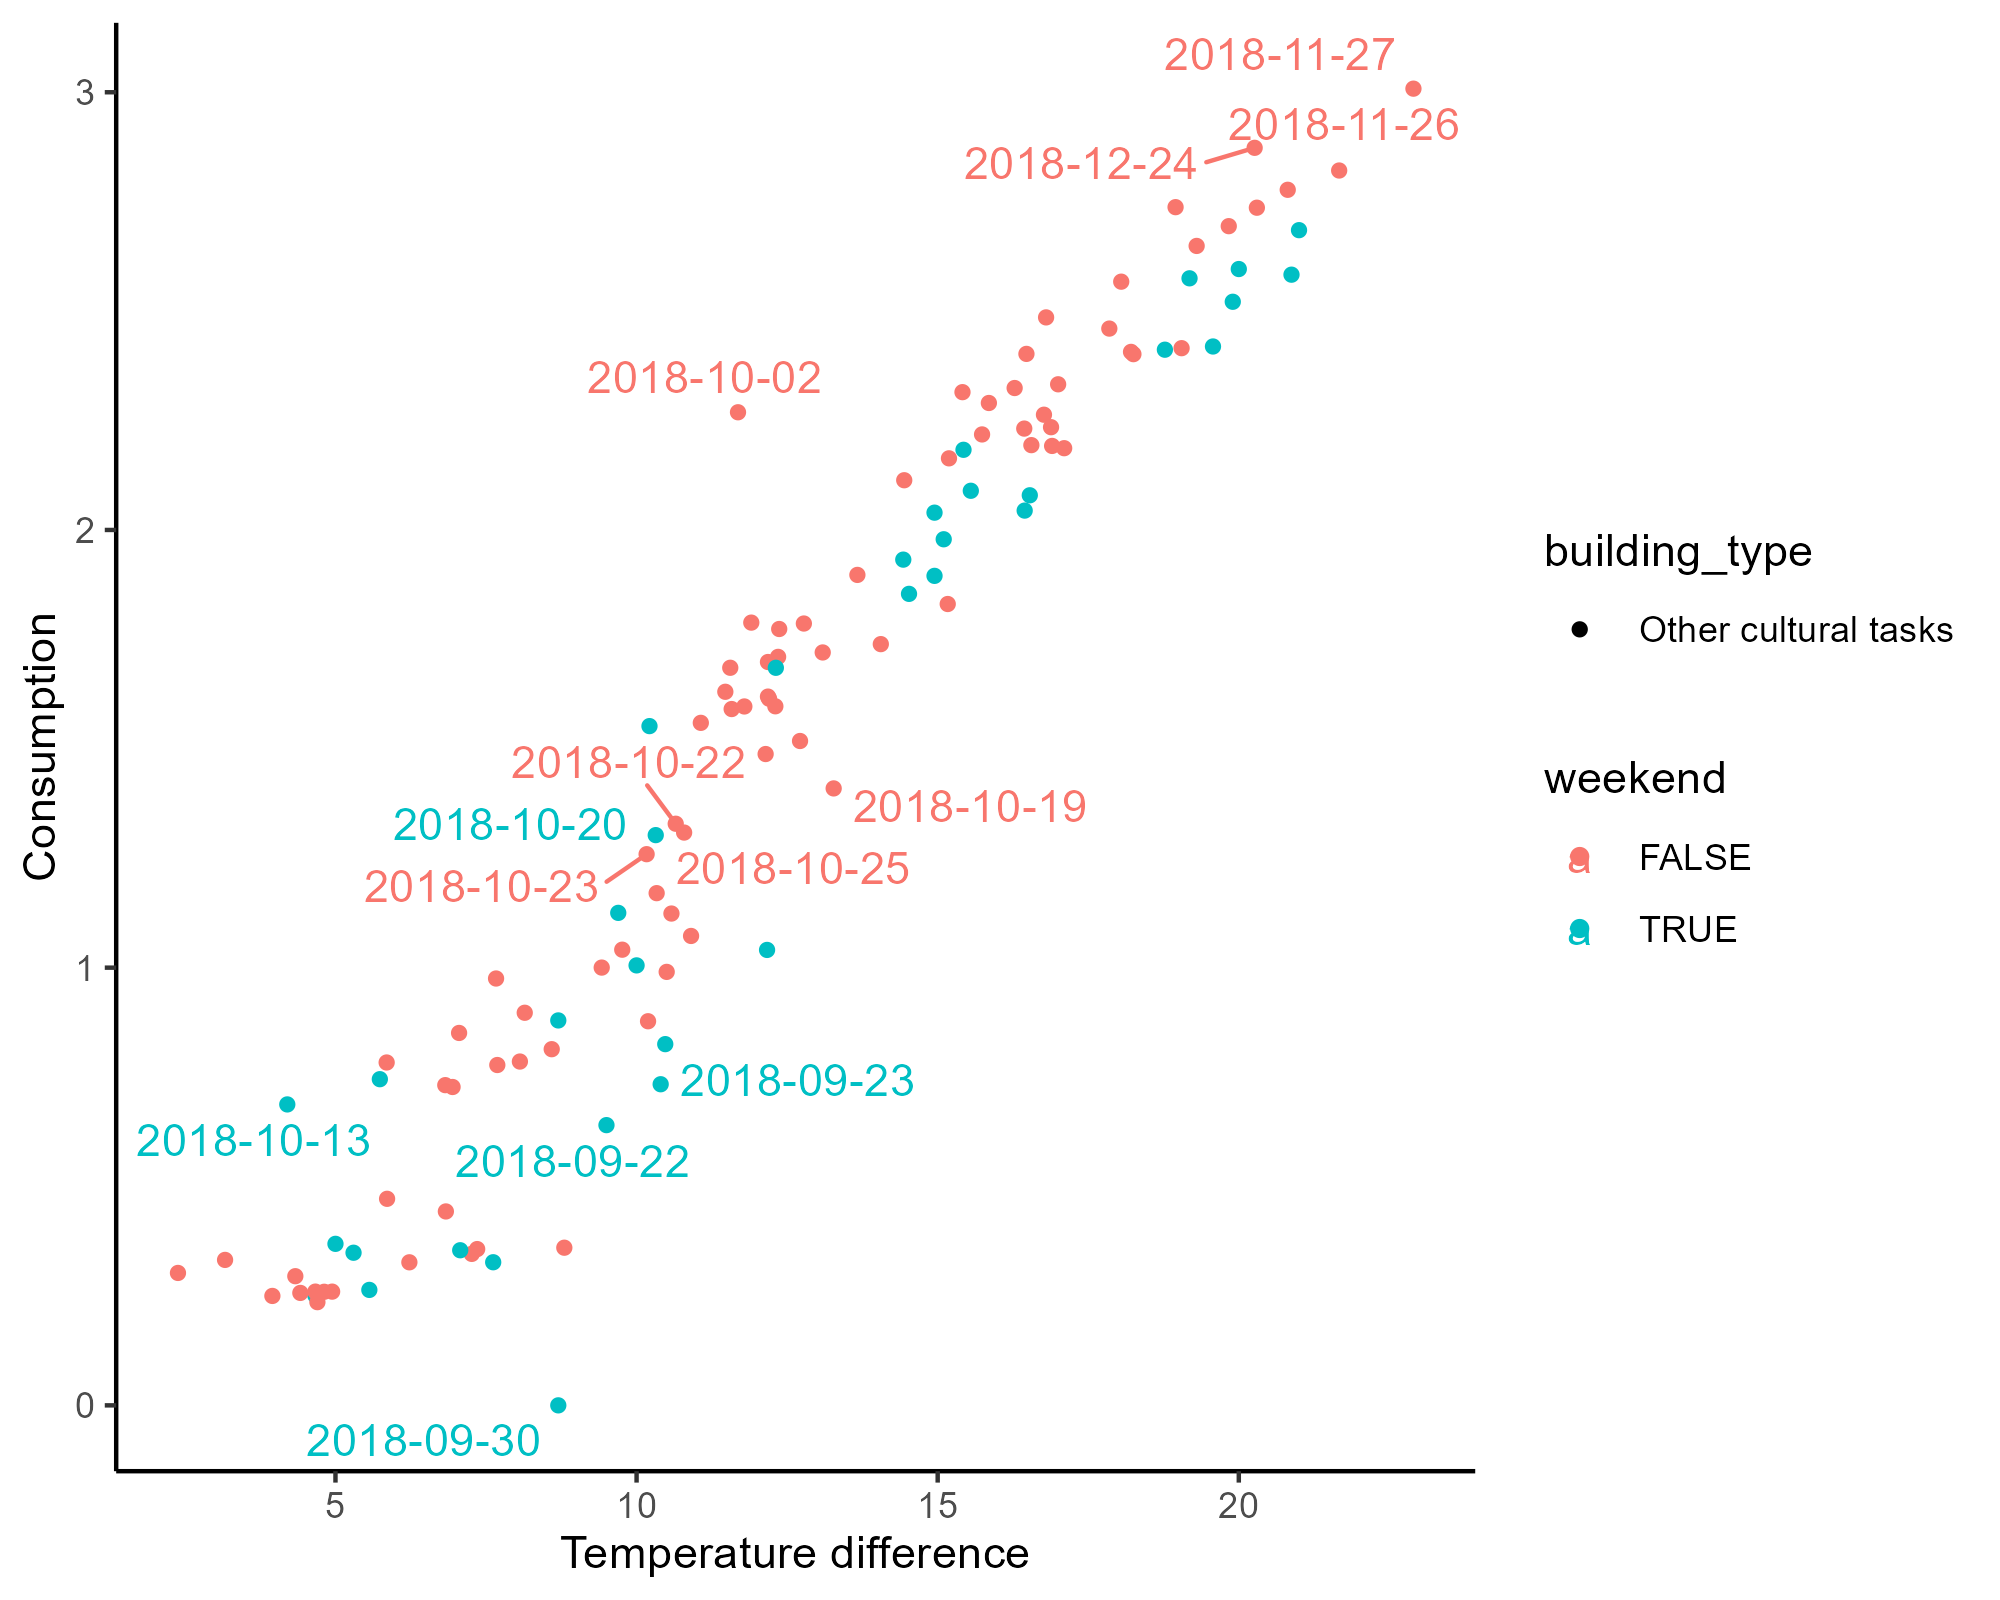 2018-11-27
3
2018-11-26
2018-12-24
2018-10-02
2
building_type
Other cultural tasks
Consumption
2018-10-22
weekend
2018-10-19
2018-10-20
a FALSE
2018-10-25
2018-10-23
a TRUE
1
2018-09-23
2018-10-13
2018-09-22
0
2018-09-30
5 10 15 20
Temperature difference